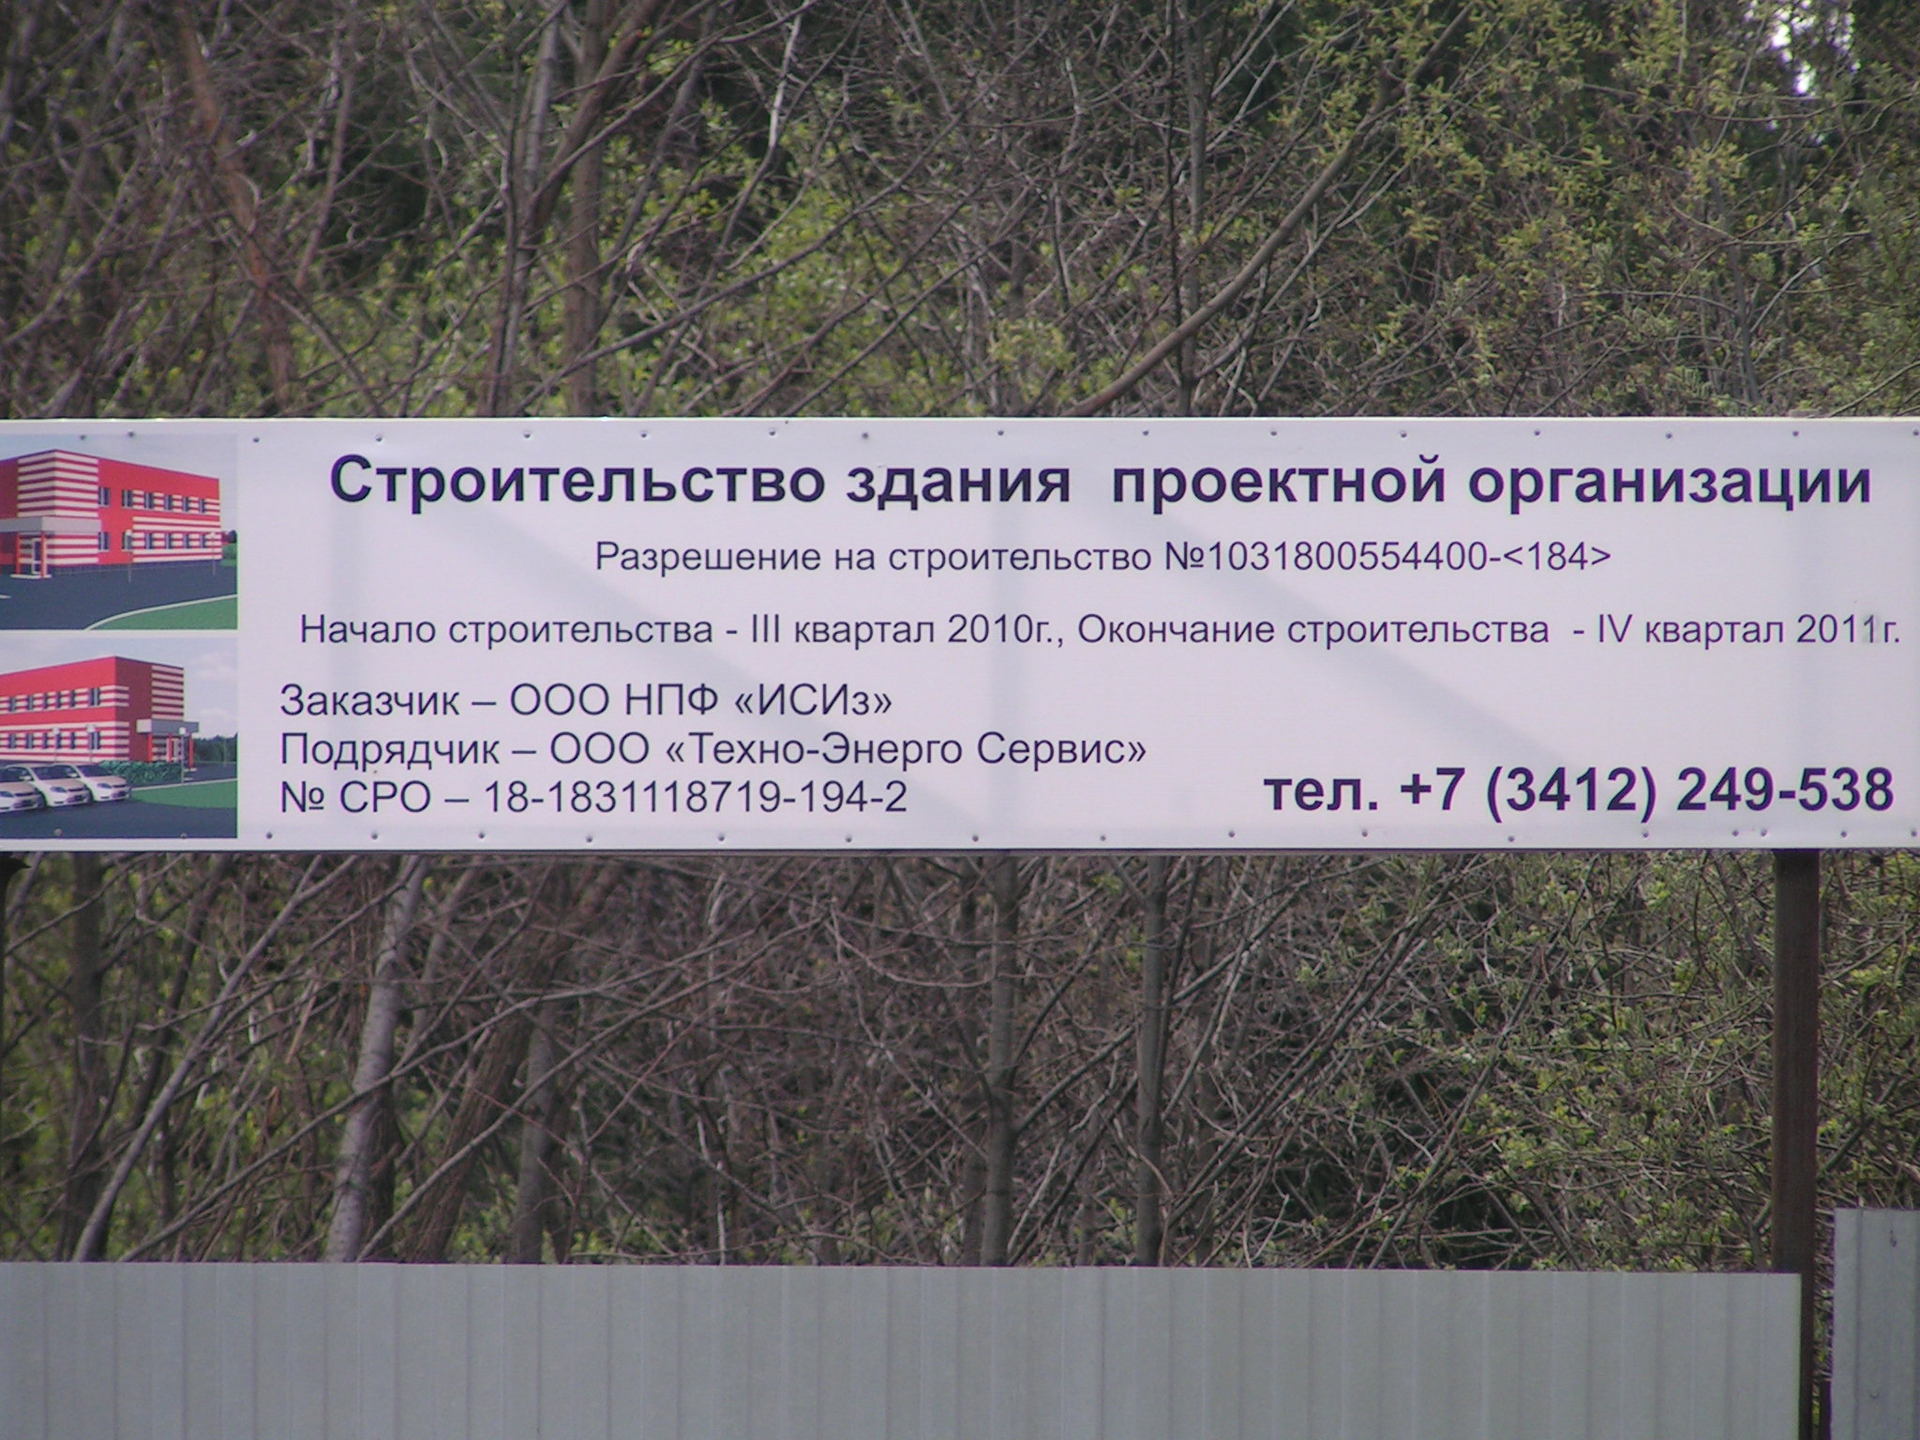 Строительство здания проектной организации
Разрешение на строительство №1031800554400-<184>
Начало строительства - III квартал 2010г., Окончание строительства - IV квартал 2011г.
Заказчик – ООО НПФ «ИСИз»
Подрядчик – ООО «Техно-Энерго Сервис»
№ СРО – 18-1831118719-194-2
тел. +7 (3412) 249-538